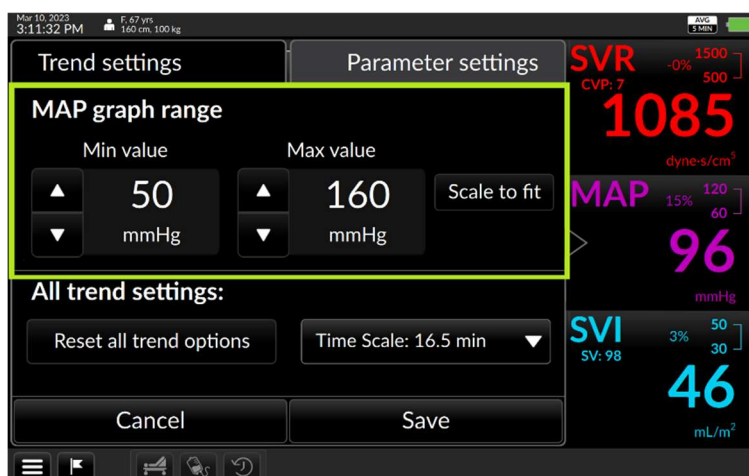 Mar 10, 2023
3:11:32 PM
F, 67 yrs
160 cm, 100 kg
AVG
5 MIN
Trend settings
Parameter settings
MAP graph range
Min value
Max value
50
mmHg
160
mmHg
Scale to fit
All trend settings:
Reset all trend options
Time Scale: 16.5 min
Cancel
Save
SVR
CVP: 7
-0%
1500
500
1085
dyne·s/cm⁵
MAP
15%
120
60
96
mmHg
SVI
SV: 98
3%
50
30
46
mL/m²